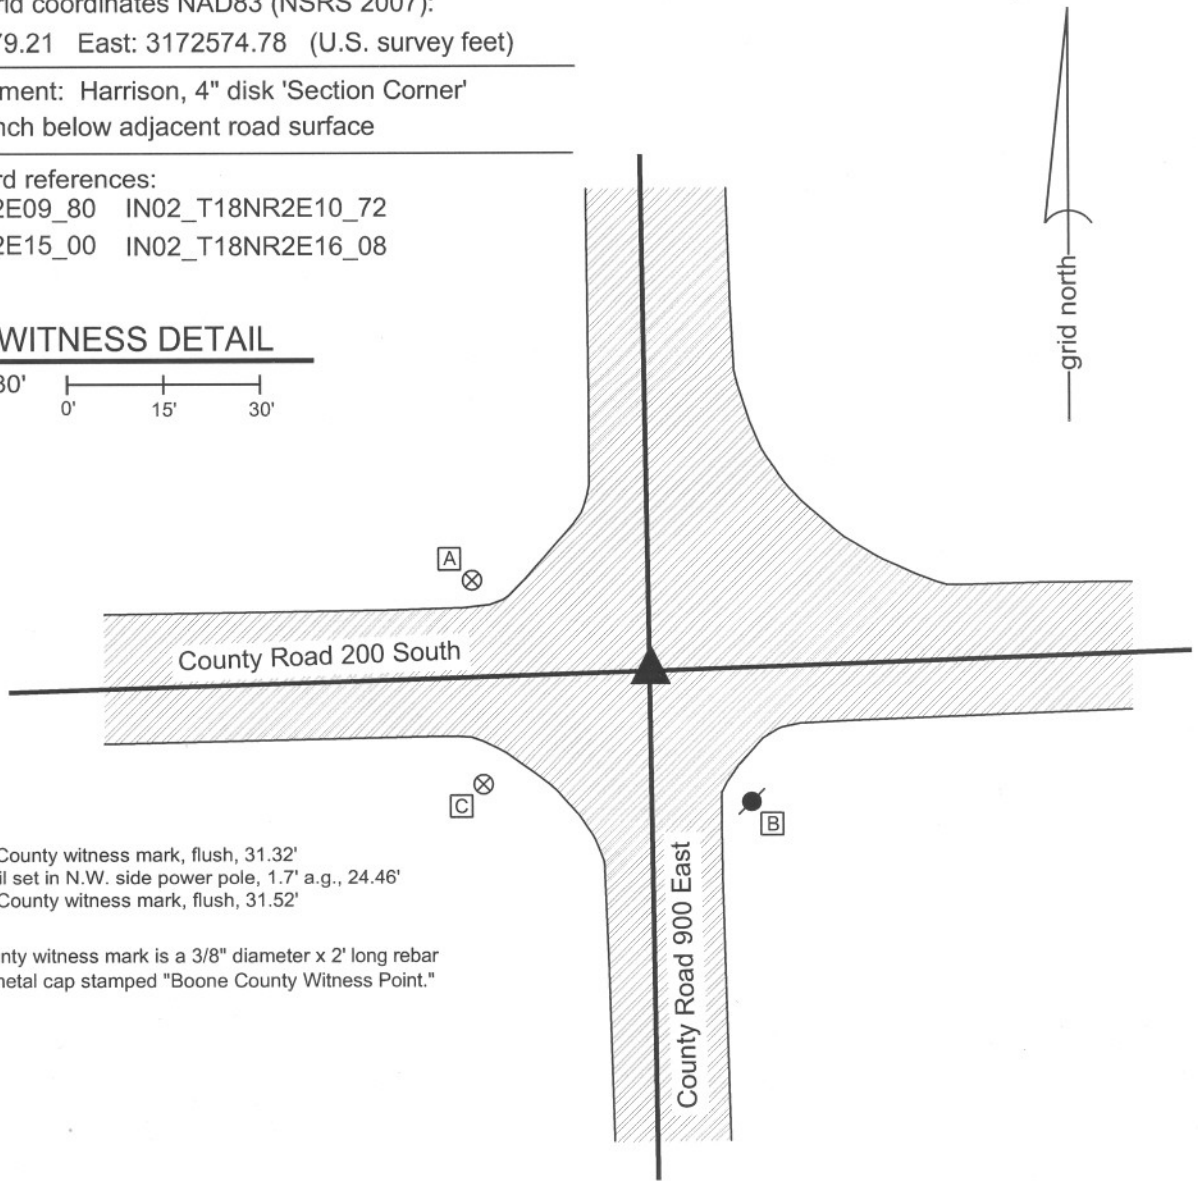 coordinates NAD83 (NSRS 2007):
79.21 East: 3172574.78 (U.S. survey feet)
ment: Harrison, 4" disk 'Section Corner'
nch below adjacent road surface
rd references:
2E09_80 IN02_T18NR2E10_72
2E15_00 IN02_T18NR2E16_08
WITNESS DETAIL
30'
0' 15' 30'
grid north
A
County Road 200 South
C
B
County Road 900 East
County witness mark, flush, 31.32'
il set in N.W. side power pole, 1.7' a.g., 24.46'
County witness mark, flush, 31.52'
nty witness mark is a 3/8" diameter x 2' long rebar
metal cap stamped "Boone County Witness Point."